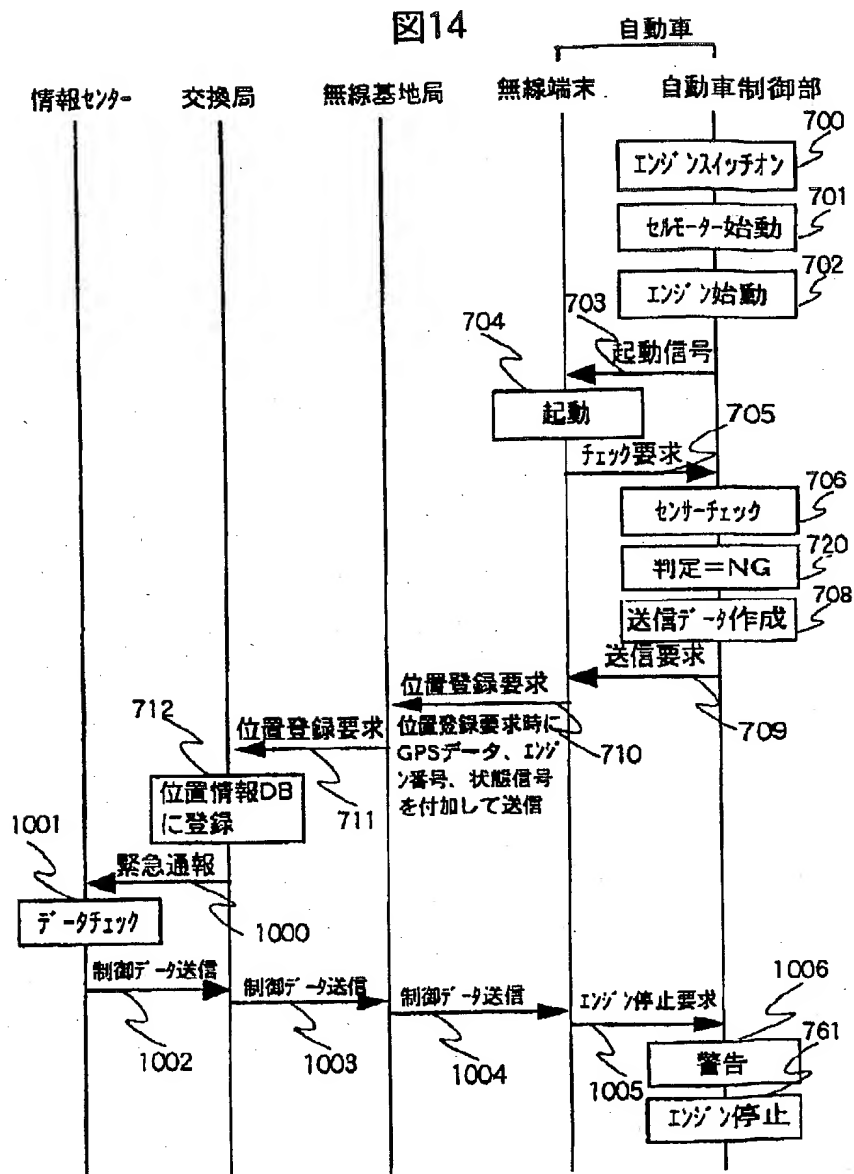 図14
自動車
情報センター
交換局
無線基地局
無線端末
自動車制御部
700
エンジンスイッチオン
701
セルモーター始動
702
エンジン始動
703
704
起動信号
起動
705
チェック要求
706
センサーチェック
720
判定=NG
708
送信データ作成
送信要求
709
位置登録要求
710
712
位置登録要求
711
位置登録要求時に
GPSデータ、エンジ
ン番号、状態信号
を付加して送信
位置情報DB
に登録
1001
緊急通報
1000
データチェック
制御データ送信
1002
制御データ送信
1003
制御データ送信
1004
エンジン停止要求
1005
1006
警告
761
エンジン停止